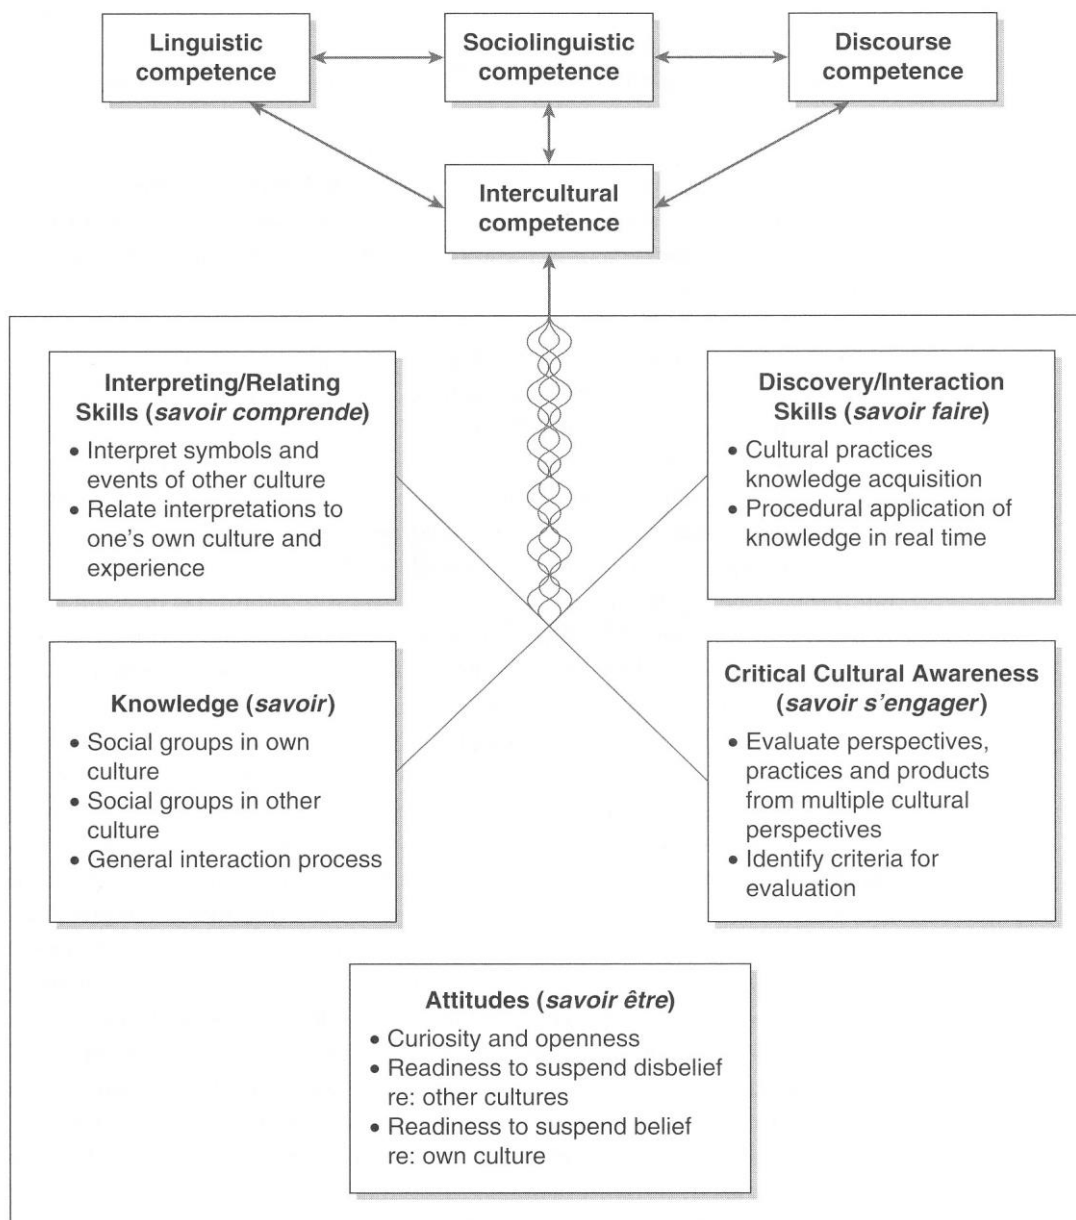 Linguistic
competence
Sociolinguistic
competence
Discourse
competence
Intercultural
competence
Interpreting/Relating
Skills (savoir comprende)
• Interpret symbols and
events of other culture
• Relate interpretations to
one's own culture and
experience
Discovery/Interaction
Skills (savoir faire)
• Cultural practices
knowledge acquisition
• Procedural application of
knowledge in real time
Knowledge (savoir)
• Social groups in own
culture
• Social groups in other
culture
• General interaction process
Critical Cultural Awareness
(savoir s'engager)
• Evaluate perspectives,
practices and products
from multiple cultural
perspectives
• Identify criteria for
evaluation
Attitudes (savoir être)
• Curiosity and openness
• Readiness to suspend disbelief
re: other cultures
• Readiness to suspend belief
re: own culture